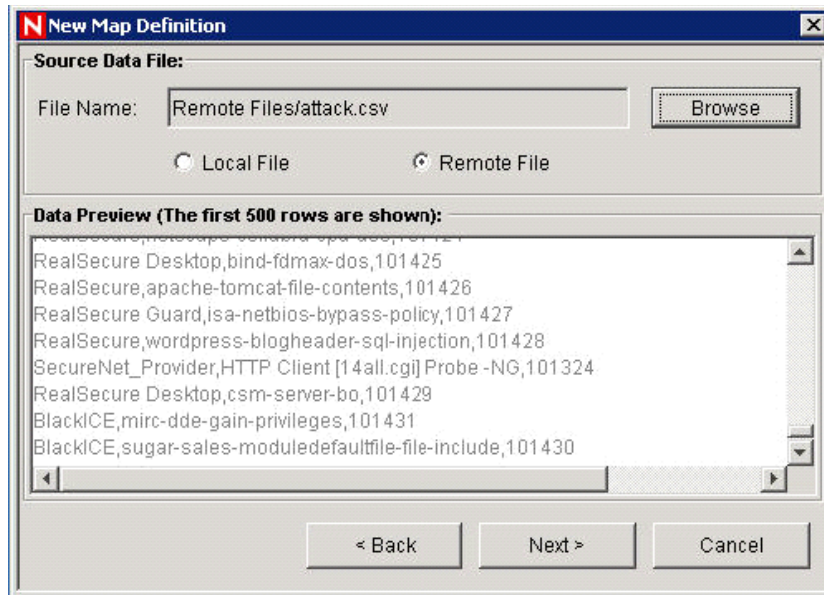 N New Map Definition
Source Data File:
File Name: Remote Files/attack.csv Browse
Local File Remote File
Data Preview (The first 500 rows are shown):
RealSecure Desktop,bind-fdmax-dos,101425
RealSecure,apache-tomcat-file-contents,101426
RealSecure Guard,isa-netbios-bypass-policy,101427
RealSecure,wordpress-blogheader-sql-injection,101428
SecureNet_Provider,HTTP Client [14all.cgi] Probe -NG,101324
RealSecure Desktop,csm-server-bo,101429
BlackICE,mirc-dde-gain-privileges,101431
BlackICE,sugar-sales-moduledefaultfile-file-include,101430
< Back Next > Cancel